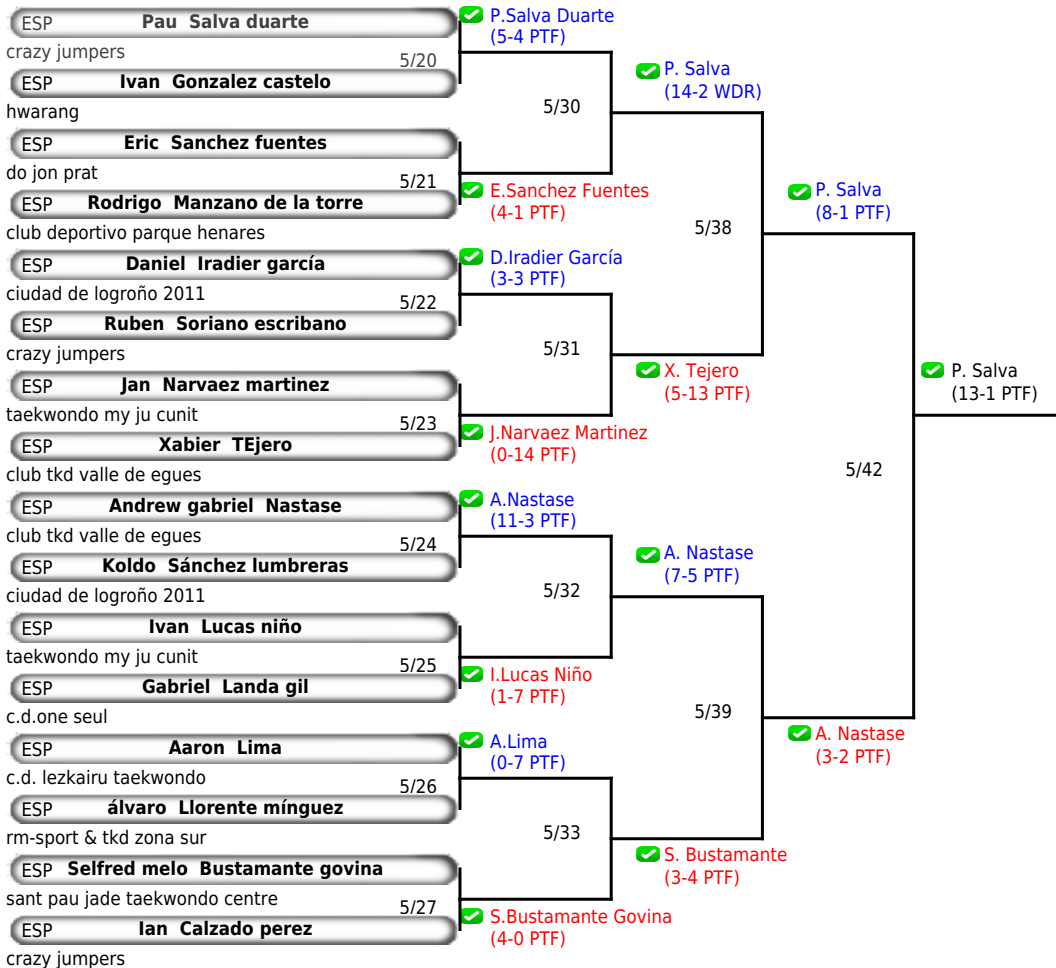 ESP Pau Salva duarte
crazy jumpers
5/20
ESP Ivan Gonzalez castelo
hwarang
ESP Eric Sanchez fuentes
do jon prat
5/21
ESP Rodrigo Manzano de la torre
club deportivo parque henares
ESP Daniel Iradier garcía
ciudad de logroño 2011
5/22
ESP Ruben Soriano escribano
crazy jumpers
ESP Jan Narvaez martinez
taekwondo my ju cunit
5/23
ESP Xabier TEjero
club tkd valle de egues
ESP Andrew gabriel Nastase
club tkd valle de egues
5/24
ESP Koldo Sánchez lumbreras
ciudad de logroño 2011
ESP Ivan Lucas niño
taekwondo my ju cunit
5/25
ESP Gabriel Landa gil
c.d.one seul
ESP Aaron Lima
c.d. lezkairu taekwondo
5/26
ESP álvaro Llorente mínguez
rm-sport & tkd zona sur
ESP Selfred melo Bustamante govina
sant pau jade taekwondo centre
5/27
ESP Ian Calzado perez
crazy jumpers
P.Salva Duarte
(5-4 PTF)
5/30
E.Sanchez Fuentes
(4-1 PTF)
D.Iradier García
(3-3 PTF)
5/31
J.Narvaez Martinez
(0-14 PTF)
A.Nastase
(11-3 PTF)
5/32
I.Lucas Niño
(1-7 PTF)
A.Lima
(0-7 PTF)
5/33
S.Bustamante Govina
(4-0 PTF)
P. Salva
(14-2 WDR)
5/38
X. Tejero
(5-13 PTF)
A. Nastase
(7-5 PTF)
5/39
S. Bustamante
(3-4 PTF)
P. Salva
(8-1 PTF)
5/42
A. Nastase
(3-2 PTF)
P. Salva
(13-1 PTF)